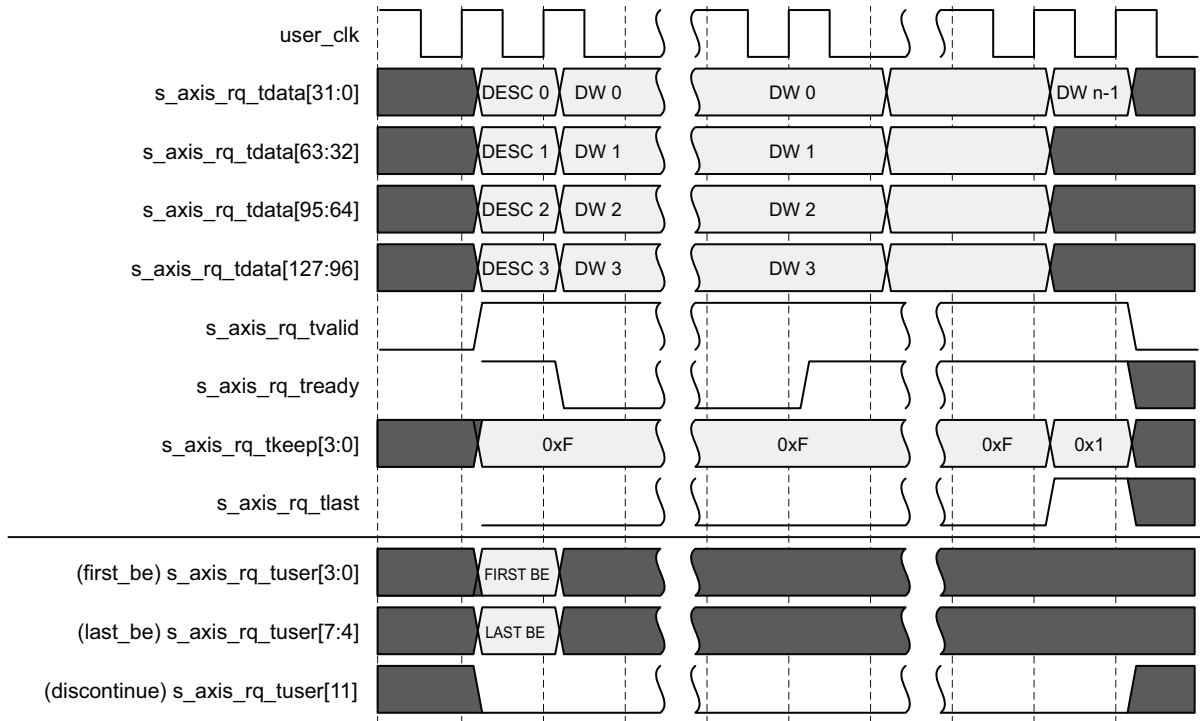 user_clk
s_axis_rq_tdata[31:0] DESC 0 DW 0 DW 0 DW n-1
s_axis_rq_tdata[63:32] DESC 1 DW 1 DW 1
s_axis_rq_tdata[95:64] DESC 2 DW 2 DW 2
s_axis_rq_tdata[127:96] DESC 3 DW 3 DW 3
s_axis_rq_tvalid
s_axis_rq_tready
s_axis_rq_tkeep[3:0] 0xF 0xF 0xF 0x1
s_axis_rq_tlast
(first_be) s_axis_rq_tuser[3:0] FIRST BE
(last_be) s_axis_rq_tuser[7:4] LAST BE
(discontinue) s_axis_rq_tuser[11]